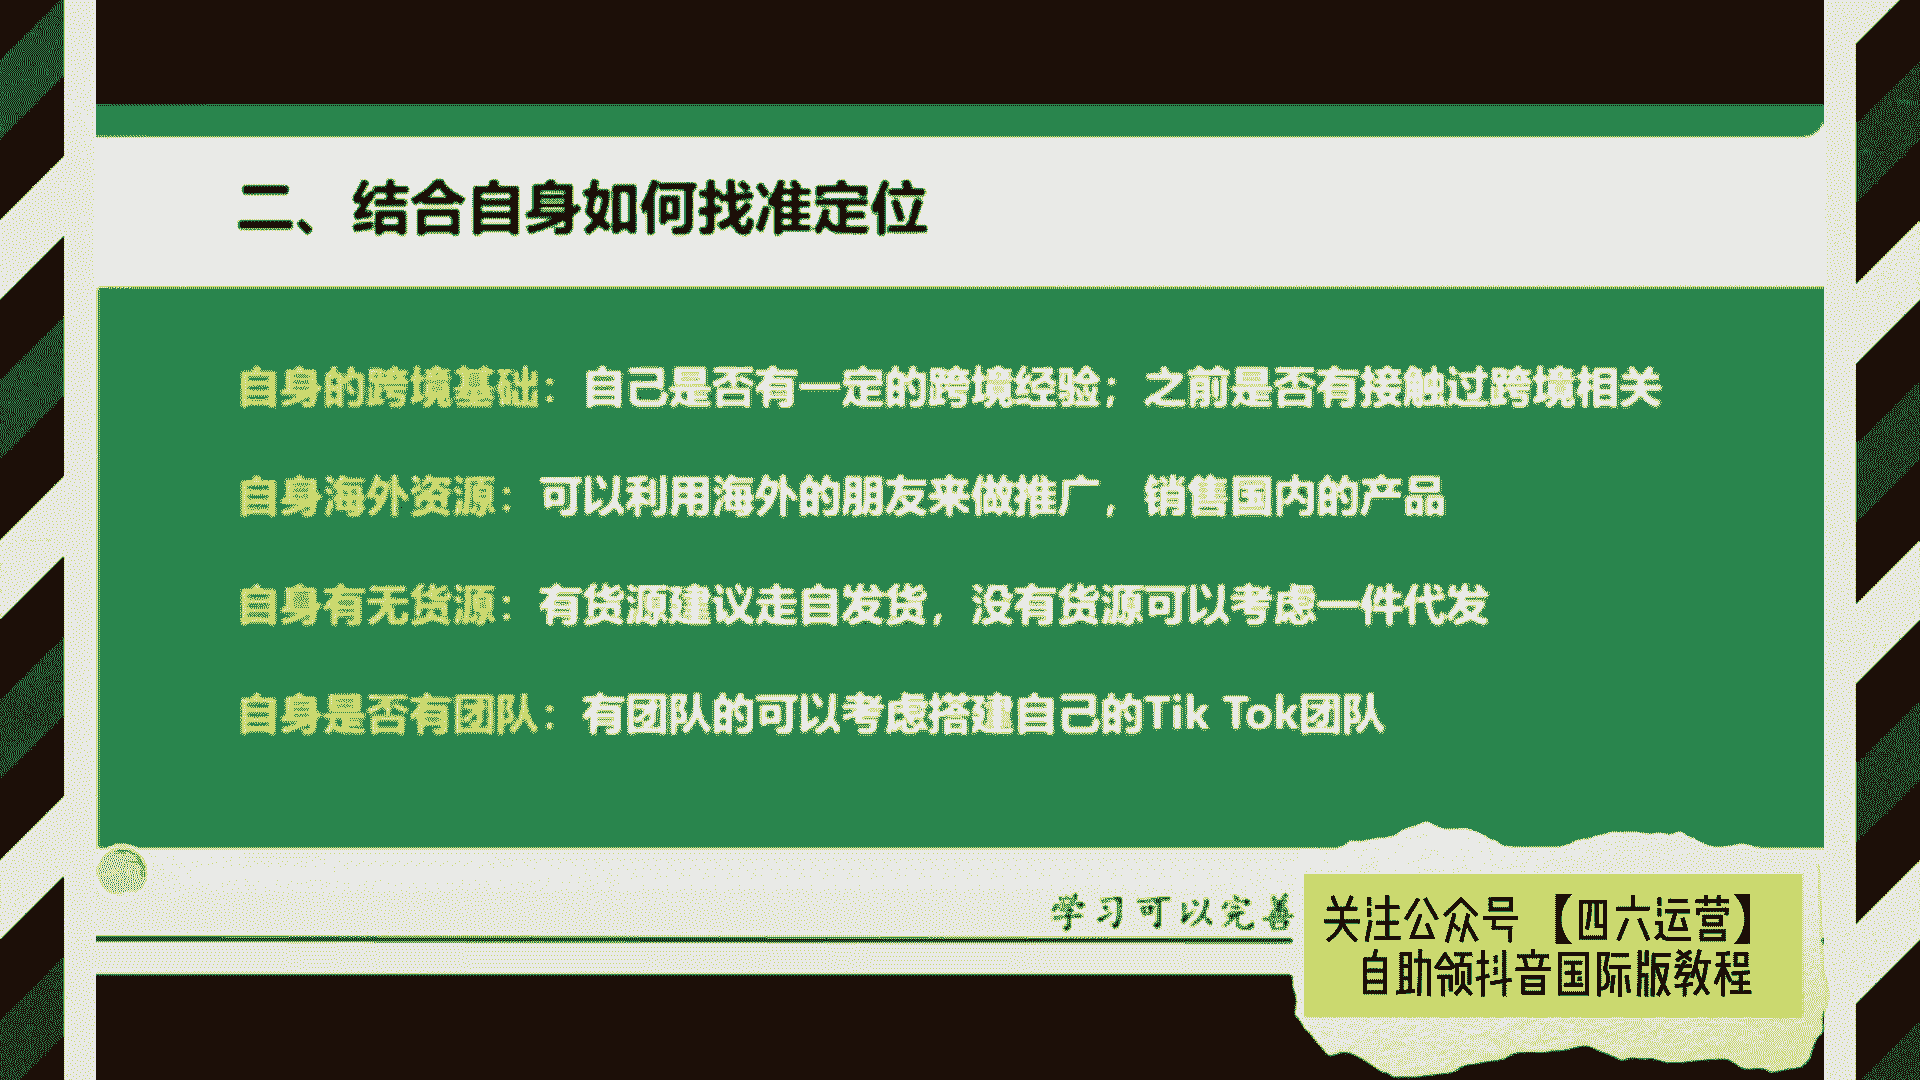 二、结合自身如何找准定位
自身的跨境基础：自己是否有一定的跨境经验；之前是否有接触过跨境相关
自身海外资源：可以利用海外的朋友来做推广，销售国内的产品
自身有无货源：有货源建议走自发货，没有货源可以考虑一件代发
自身是否有团队：有团队的可以考虑搭建自己的Tik Tok团队
学习可以完善
关注公众号【四六运营】
自助领抖音国际版教程